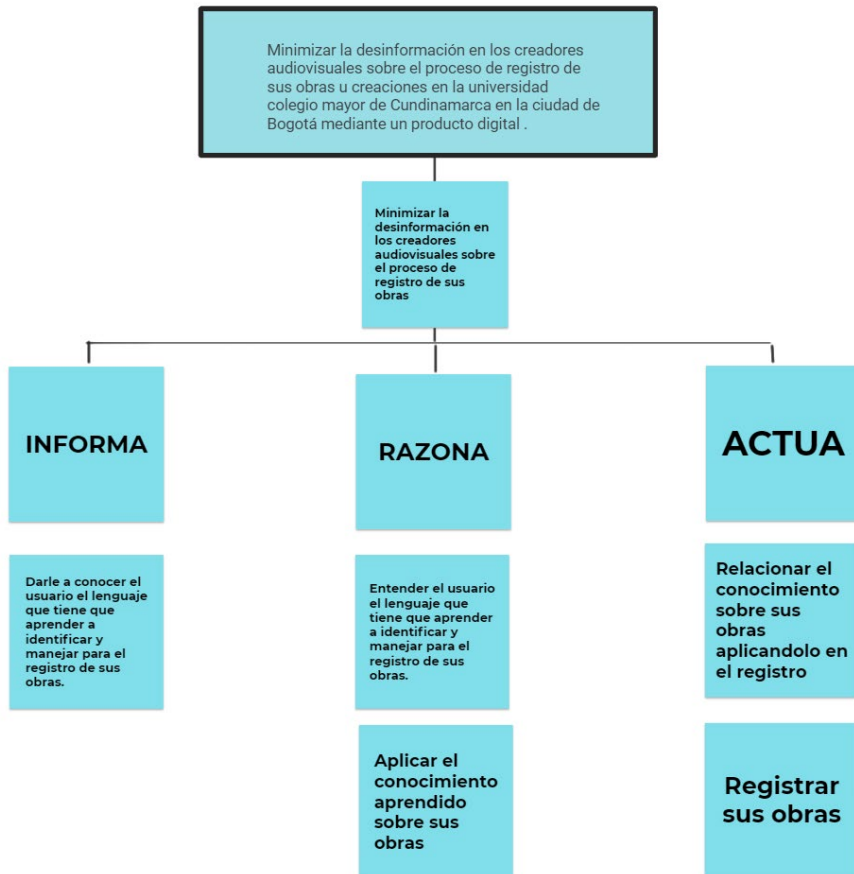 Minimizar la desinformación en los creadores
audiovisuales sobre el proceso de registro de
sus obras u creaciones en la universidad
colegio mayor de Cundinamarca en la ciudad de
Bogotá mediante un producto digital .
Minimizar la
desinformación en
los creadores
audiovisuales sobre
el proceso de
registro de sus
obras
INFORMA
RAZONA
ACTUA
Darle a conocer el
usuario el lenguaje
que tiene que
aprender a
identificar y
manejar para el
registro de sus
obras.
Entender el usuario
el lenguaje que
tiene que aprender
a identificar y
manejar para el
registro de sus
obras.
Relacionar el
conocimiento
sobre sus
obras
aplicandolo en
el registro
Aplicar el
conocimiento
aprendido
sobre sus
obras
Registrar
sus obras